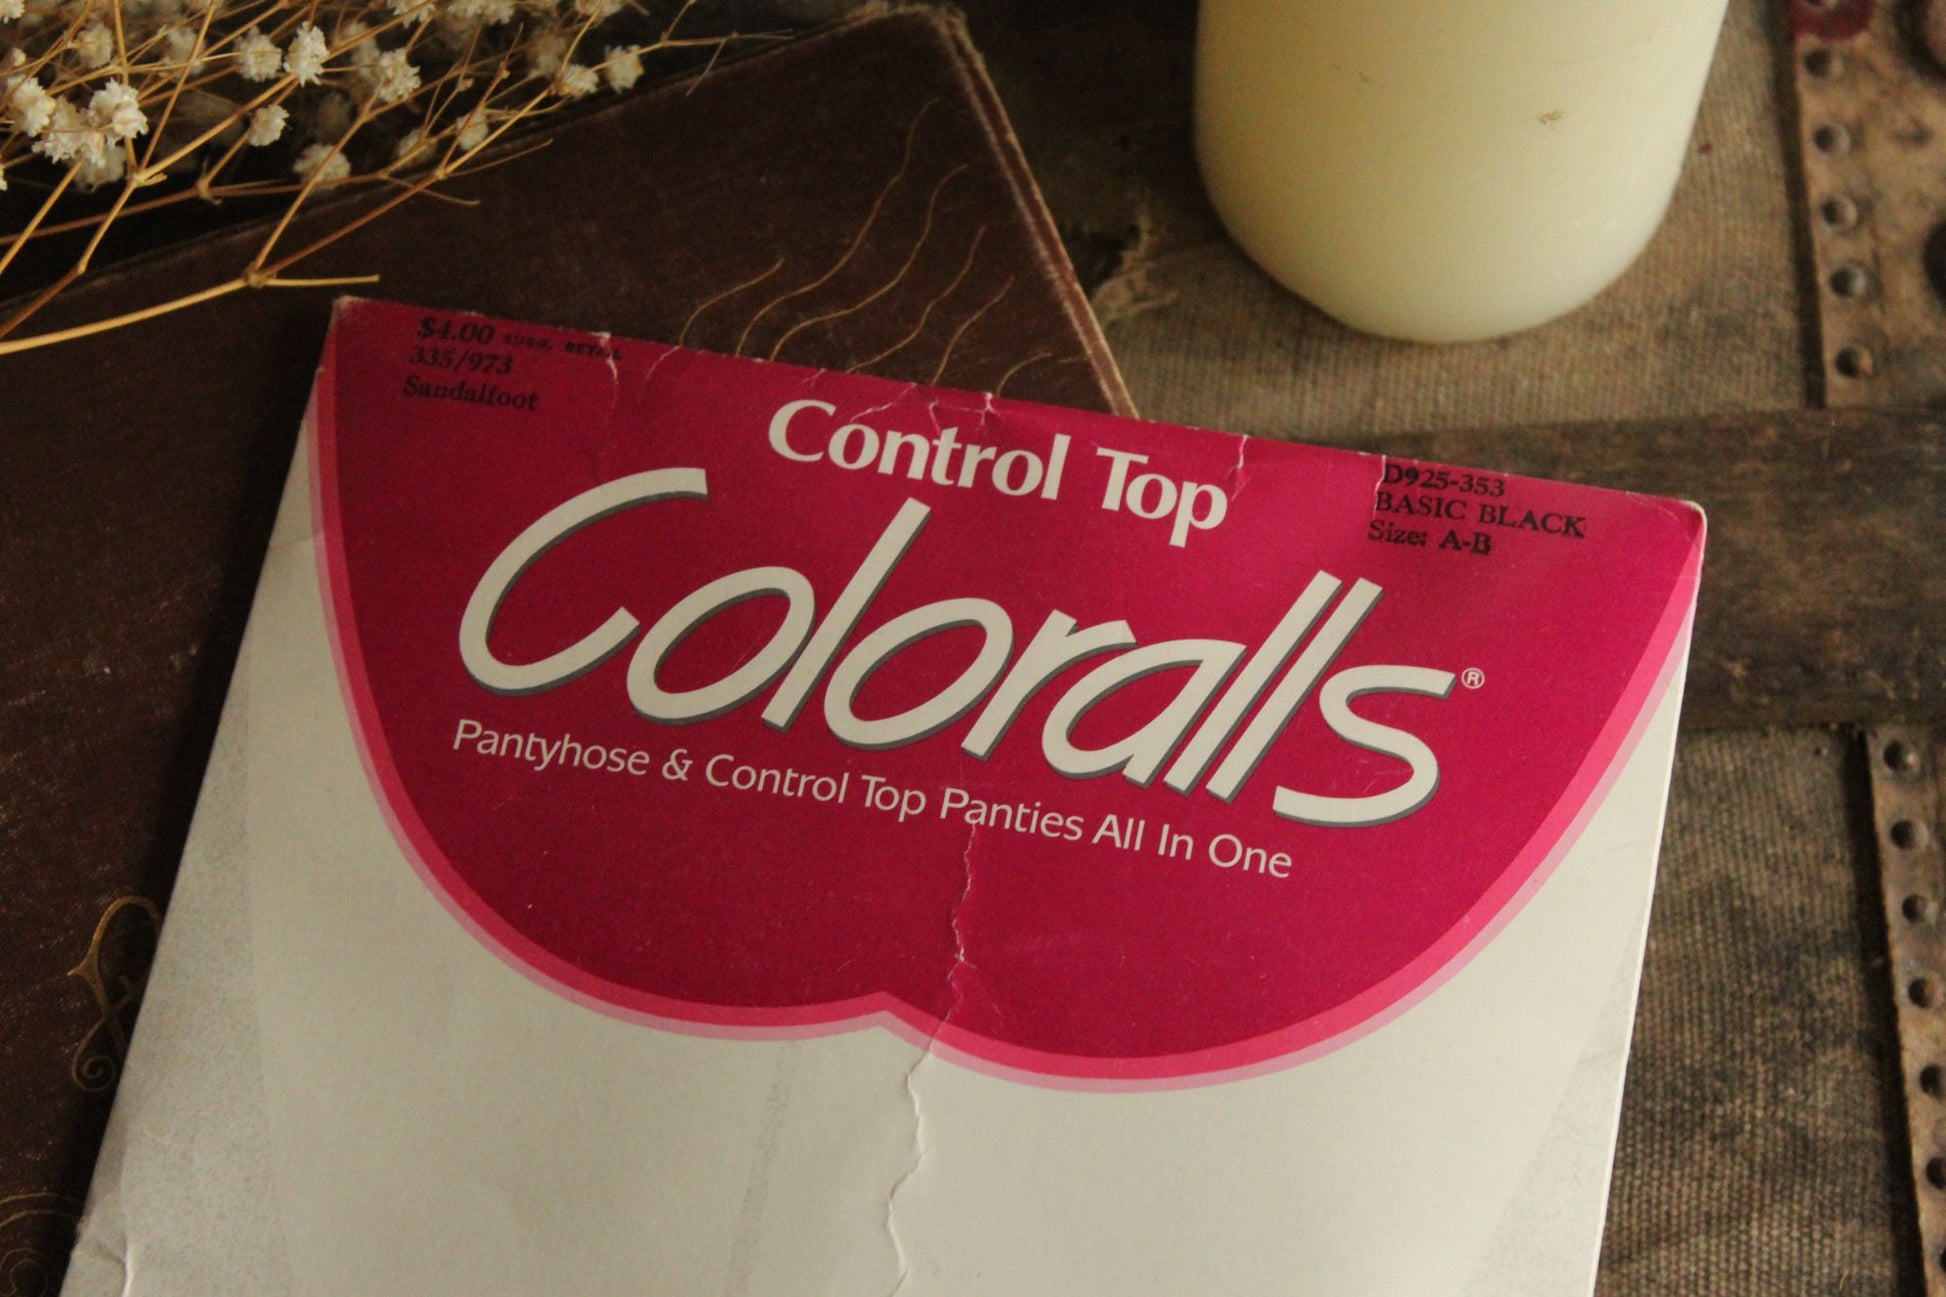 $4.00 SUGG. RETAIL
335/973
Sandalfoot
Control Top
D925-353
BASIC BLACK
Size: A-B
Coloralls®
Pantyhose & Control Top Panties All In One